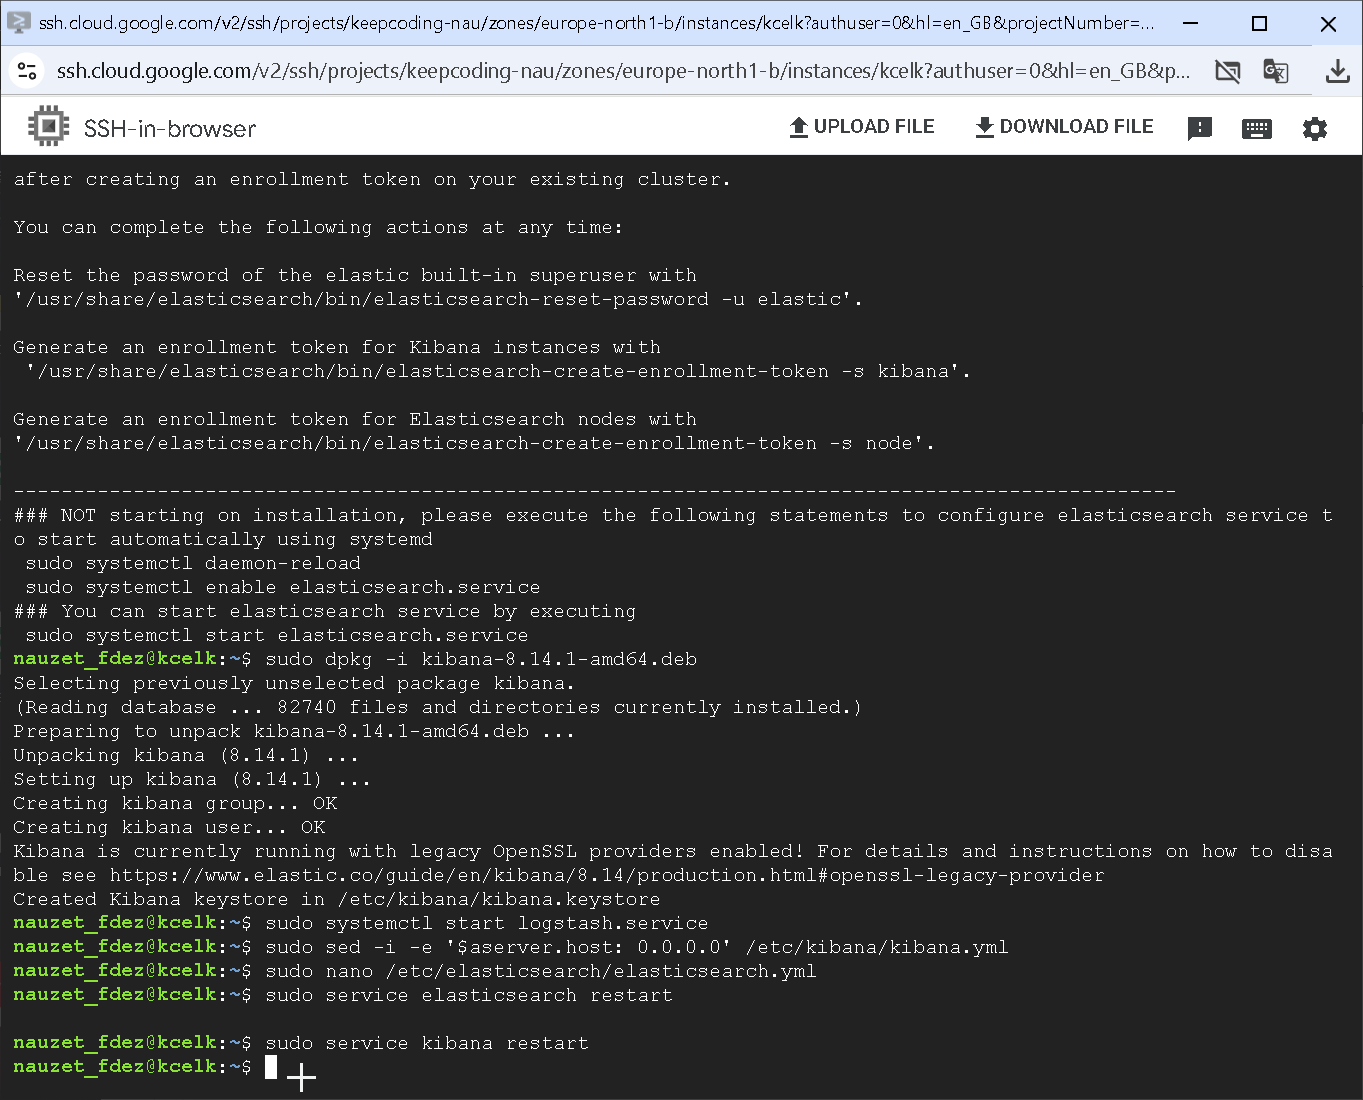 ssh.cloud.google.com/v2/ssh/projects/keepcoding-nau/zones/europe-north1-b/instances/kcelk?authuser=0&hl=en_GB&projectNumber=...
ssh.cloud.google.com/v2/ssh/projects/keepcoding-nau/zones/europe-north1-b/instances/kcelk?authuser=0&hl=en_GB&p...
SSH-in-browser
UPLOAD FILE
DOWNLOAD FILE
after creating an enrollment token on your existing cluster.
You can complete the following actions at any time:
Reset the password of the elastic built-in superuser with
'/usr/share/elasticsearch/bin/elasticsearch-reset-password -u elastic'.
Generate an enrollment token for Kibana instances with
'/usr/share/elasticsearch/bin/elasticsearch-create-enrollment-token -s kibana'.
Generate an enrollment token for Elasticsearch nodes with
'/usr/share/elasticsearch/bin/elasticsearch-create-enrollment-token -s node'.
-------------------------------------------------------------------------------------------------
### NOT starting on installation, please execute the following statements to configure elasticsearch service t
o start automatically using systemd
sudo systemctl daemon-reload
sudo systemctl enable elasticsearch.service
### You can start elasticsearch service by executing
sudo systemctl start elasticsearch.service
nauzet_fdez@kcelk:~$ sudo dpkg -i kibana-8.14.1-amd64.deb
Selecting previously unselected package kibana.
(Reading database ... 82740 files and directories currently installed.)
Preparing to unpack kibana-8.14.1-amd64.deb ...
Unpacking kibana (8.14.1) ...
Setting up kibana (8.14.1) ...
Creating kibana group... OK
Creating kibana user... OK
Kibana is currently running with legacy OpenSSL providers enabled! For details and instructions on how to disa
ble see https://www.elastic.co/guide/en/kibana/8.14/production.html#openssl-legacy-provider
Created Kibana keystore in /etc/kibana/kibana.keystore
nauzet_fdez@kcelk:~$ sudo systemctl start logstash.service
nauzet_fdez@kcelk:~$ sudo sed -i -e '$aserver.host: 0.0.0.0' /etc/kibana/kibana.yml
nauzet_fdez@kcelk:~$ sudo nano /etc/elasticsearch/elasticsearch.yml
nauzet_fdez@kcelk:~$ sudo service elasticsearch restart
nauzet_fdez@kcelk:~$ sudo service kibana restart
nauzet_fdez@kcelk:~$